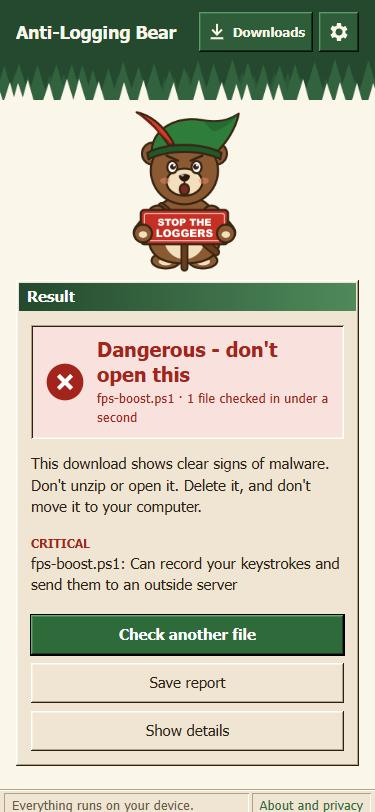 Anti-Logging Bear
Downloads
STOP THE
LOGGERS
Result
Dangerous - don't
open this
fps-boost.ps1 · 1 file checked in under a
second
This download shows clear signs of malware.
Don't unzip or open it. Delete it, and don't
move it to your computer.
CRITICAL
fps-boost.ps1: Can record your keystrokes and
send them to an outside server
Check another file
Save report
Show details
Everything runs on your device.
About and privacy